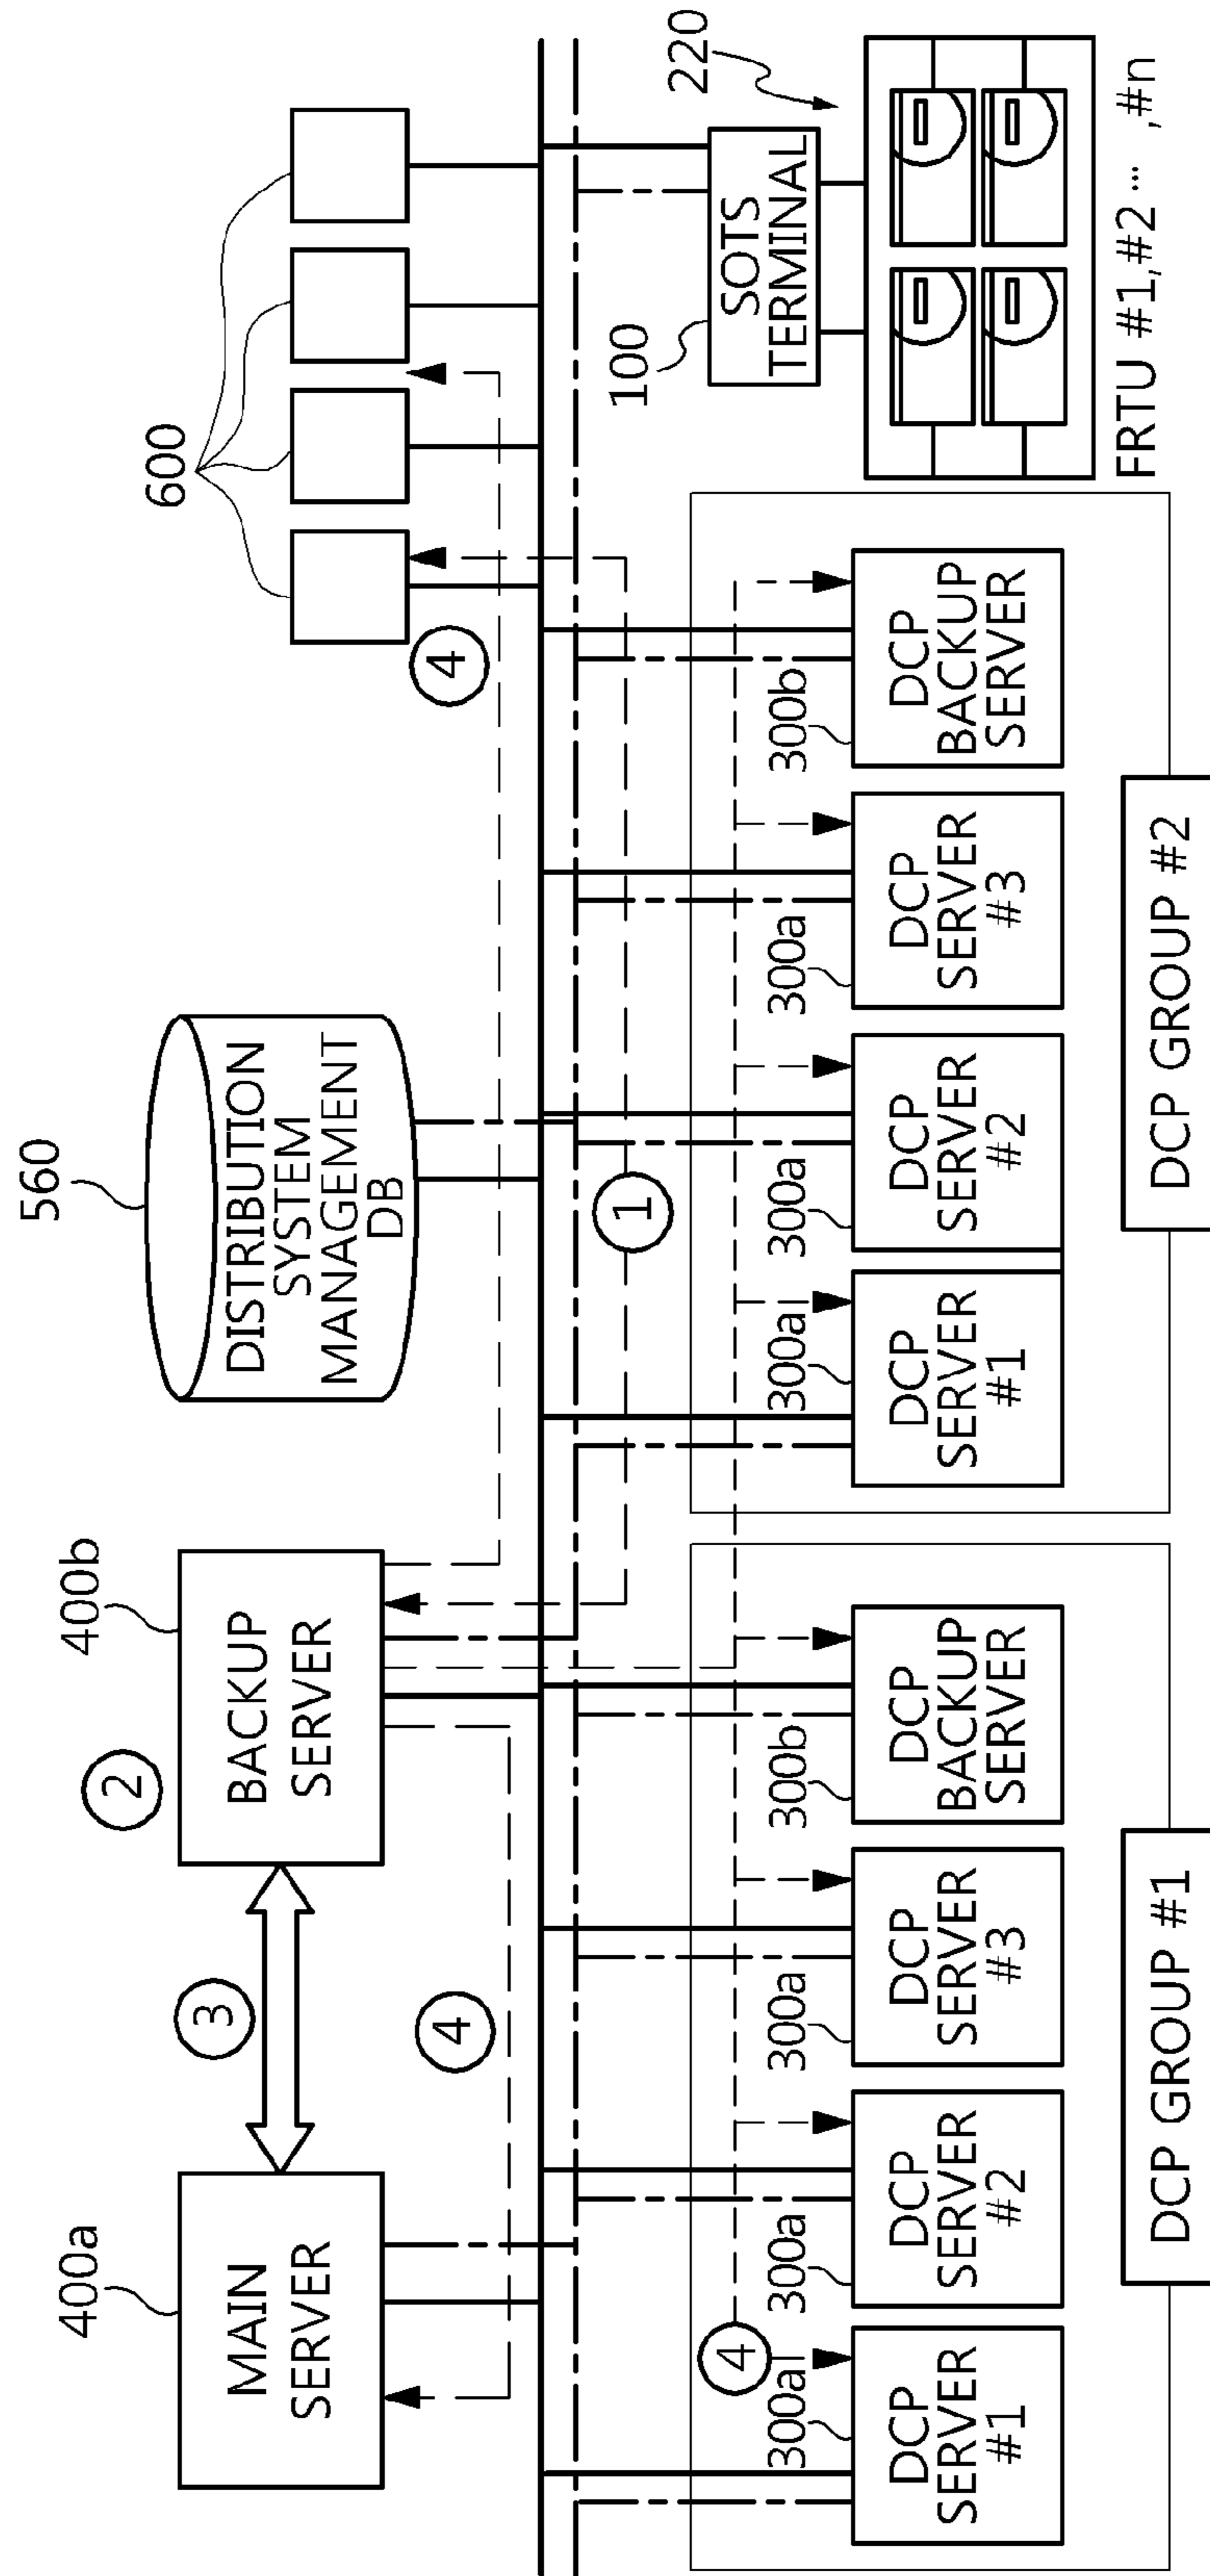 400a
MAIN
SERVER
3
2
400b
BACKUP
SERVER
560
DISTRIBUTION
SYSTEM
MANAGEMENT
DB
600
4
4
1
4
300a
DCP
SERVER
#1
300a
DCP
SERVER
#2
300a
DCP
SERVER
#3
300b
DCP
BACKUP
SERVER
DCP GROUP #1
300a
DCP
SERVER
#1
300a
DCP
SERVER
#2
300a
DCP
SERVER
#3
300b
DCP
BACKUP
SERVER
DCP GROUP #2
100
SOTS
TERMINAL
220
FRTU #1,#2 ... ,#n